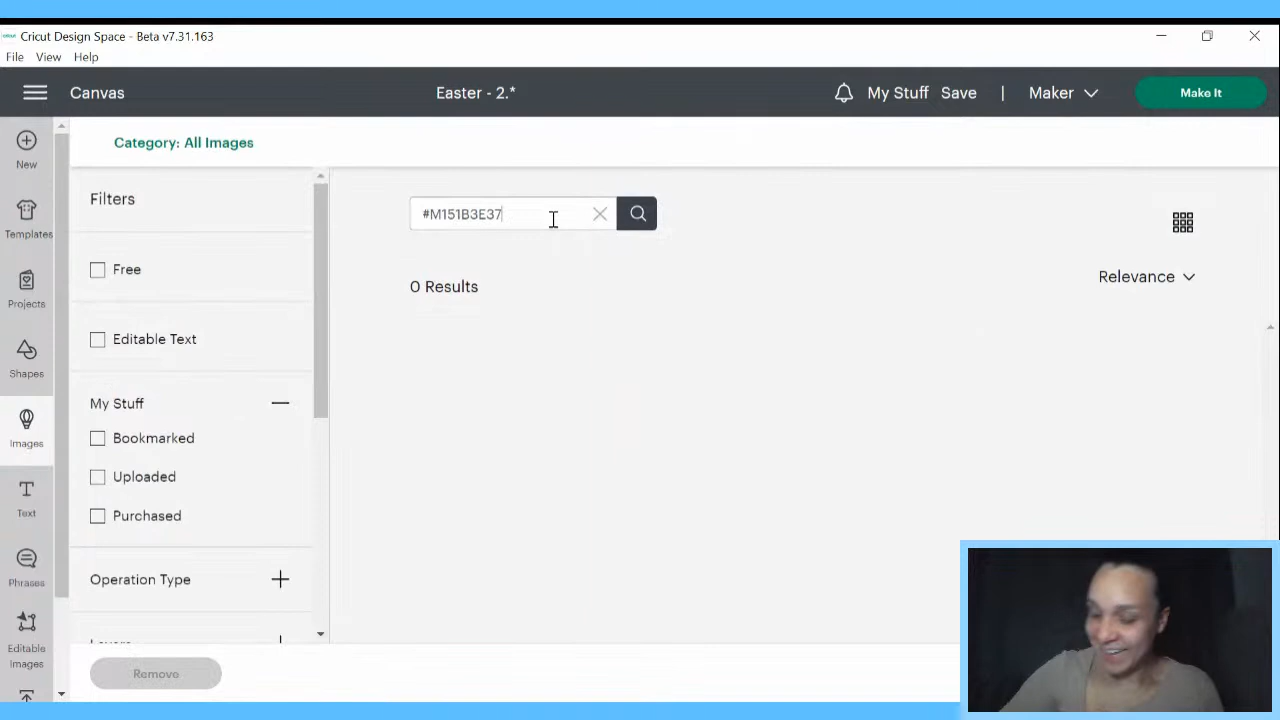 cricut Cricut Design Space - Beta v7.31.163
File View Help
Canvas Easter - 2.* My Stuff Save | Maker Make It
New
Templates
Projects
Shapes
Images
Text
Phrases
Editable
Images
Category: All Images
Filters
Free
Editable Text
My Stuff
Bookmarked
Uploaded
Purchased
Operation Type
Layers
Remove
#M151B3E37
0 Results
Relevance